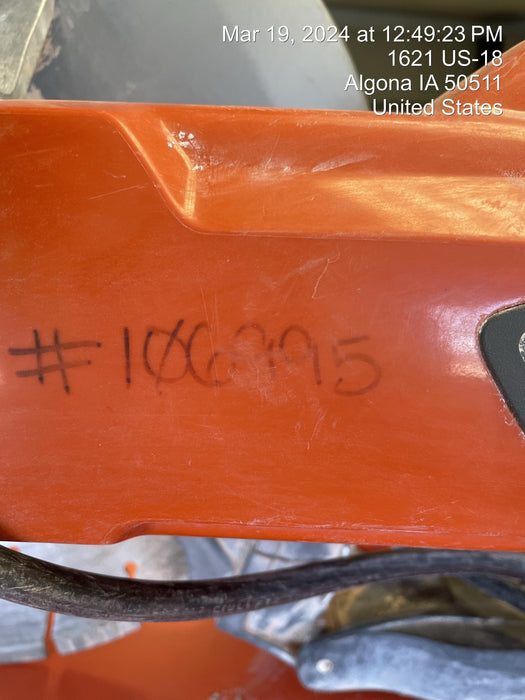 Mar 19, 2024 at 12:49:23 PM
1621 US-18
Algona IA 50511
United States
#106995